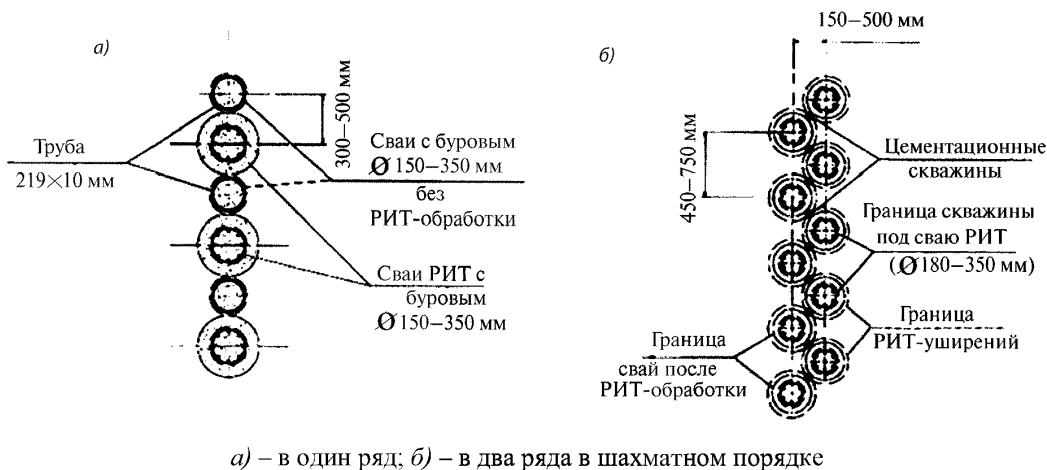 а)
300–500 мм
Труба
219×10 мм
Сваи с буровым
Ø 150–350 мм
без
РИТ-обработки
Сваи РИТ с
буровым
Ø 150–350 мм
б)
150–500 мм
450–750 мм
Цементационные
скважины
Граница скважины
под сваю РИТ
(Ø 180–350 мм)
Граница
РИТ-уширений
Граница
свай после
РИТ-обработки
а) – в один ряд; б) – в два ряда в шахматном порядке